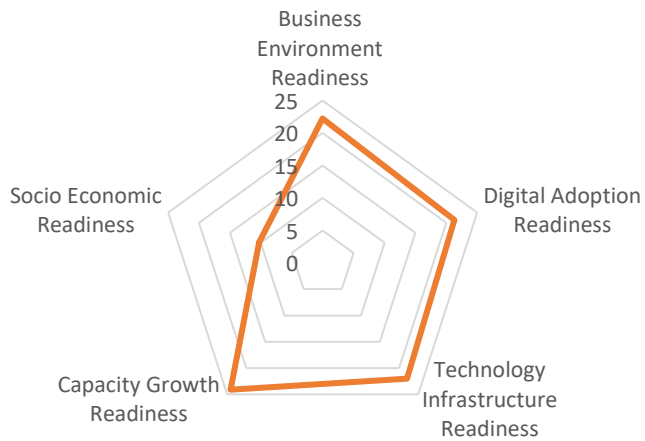 Business
Environment
Readiness
25
20
15
10
5
0
Digital Adoption
Readiness
Technology
Infrastructure
Readiness
Capacity Growth
Readiness
Socio Economic
Readiness